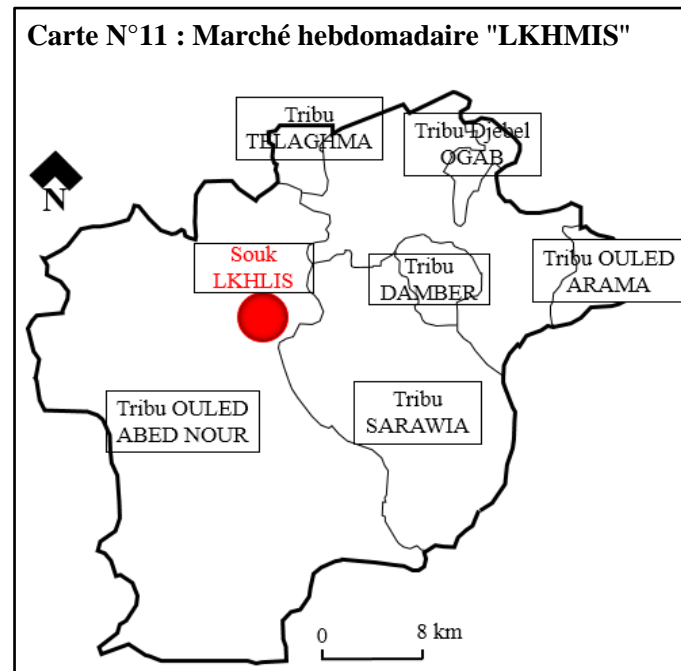 Carte N°11 : Marché hebdomadaire "LKHMIS"
Tribu
TELAGHMA
Tribu Djebel
OGAB
N
Souk
LKHLIS
Tribu
DAMBER
Tribu OULED
ARAMA
Tribu OULED
ABED NOUR
Tribu
SARAWIA
0 8 km